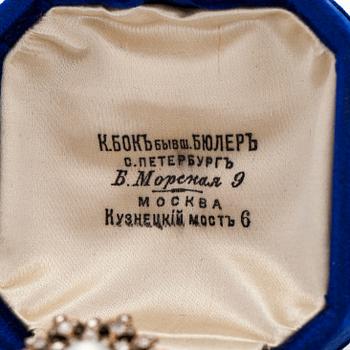 К.БОКЪ БЫВШ. БЮЛЕРЪ
С.ПЕТЕРБУРГЪ
Б. Морская 9
МОСКВА
Кузнецкій мостъ 6